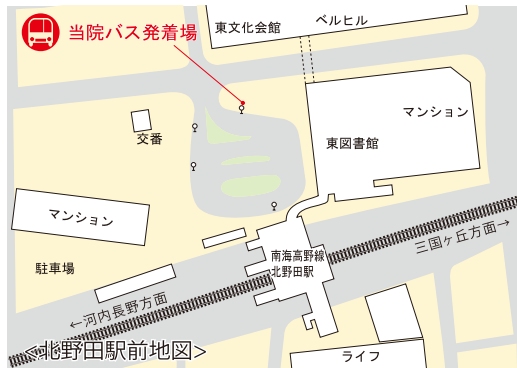 当院バス発着場
東文化会館
ベルヒル
マンション
交番
東図書館
マンション
駐車場
南海高野線
北野田駅
三国ヶ丘方面→
←河内長野方面
<北野田駅前地図>
ライフ